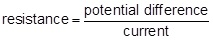 resistance = potential difference / current